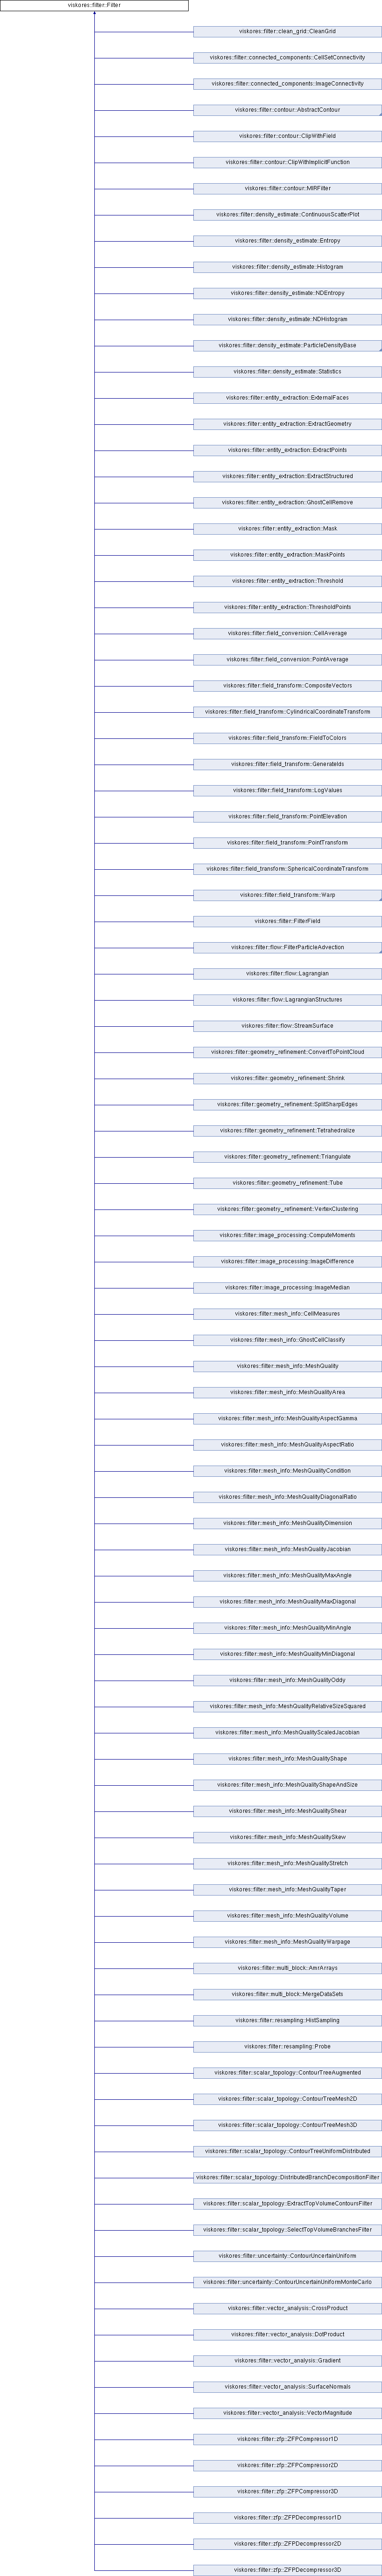 viskores::filter::Filter
viskores::filter::clean_grid::CleanGrid
viskores::filter::connected_components::CellSetConnectivity
viskores::filter::connected_components::ImageConnectivity
viskores::filter::contour::AbstractContour
viskores::filter::contour::ClipWithField
viskores::filter::contour::ClipWithImplicitFunction
viskores::filter::contour::MIRFilter
viskores::filter::density_estimate::ContinuousScatterPlot
viskores::filter::density_estimate::Entropy
viskores::filter::density_estimate::Histogram
viskores::filter::density_estimate::NDEntropy
viskores::filter::density_estimate::NDHistogram
viskores::filter::density_estimate::ParticleDensityBase
viskores::filter::density_estimate::Statistics
viskores::filter::entity_extraction::ExternalFaces
viskores::filter::entity_extraction::ExtractGeometry
viskores::filter::entity_extraction::ExtractPoints
viskores::filter::entity_extraction::ExtractStructured
viskores::filter::entity_extraction::GhostCellRemove
viskores::filter::entity_extraction::Mask
viskores::filter::entity_extraction::MaskPoints
viskores::filter::entity_extraction::Threshold
viskores::filter::entity_extraction::ThresholdPoints
viskores::filter::field_conversion::CellAverage
viskores::filter::field_conversion::PointAverage
viskores::filter::field_transform::CompositeVectors
viskores::filter::field_transform::CylindricalCoordinateTransform
viskores::filter::field_transform::FieldToColors
viskores::filter::field_transform::GenerateIds
viskores::filter::field_transform::LogValues
viskores::filter::field_transform::PointElevation
viskores::filter::field_transform::PointTransform
viskores::filter::field_transform::SphericalCoordinateTransform
viskores::filter::field_transform::Warp
viskores::filter::FilterField
viskores::filter::flow::FilterParticleAdvection
viskores::filter::flow::Lagrangian
viskores::filter::flow::LagrangianStructures
viskores::filter::flow::StreamSurface
viskores::filter::geometry_refinement::ConvertToPointCloud
viskores::filter::geometry_refinement::Shrink
viskores::filter::geometry_refinement::SplitSharpEdges
viskores::filter::geometry_refinement::Tetrahedralize
viskores::filter::geometry_refinement::Triangulate
viskores::filter::geometry_refinement::Tube
viskores::filter::geometry_refinement::VertexClustering
viskores::filter::image_processing::ComputeMoments
viskores::filter::image_processing::ImageDifference
viskores::filter::image_processing::ImageMedian
viskores::filter::mesh_info::CellMeasures
viskores::filter::mesh_info::GhostCellClassify
viskores::filter::mesh_info::MeshQuality
viskores::filter::mesh_info::MeshQualityArea
viskores::filter::mesh_info::MeshQualityAspectGamma
viskores::filter::mesh_info::MeshQualityAspectRatio
viskores::filter::mesh_info::MeshQualityCondition
viskores::filter::mesh_info::MeshQualityDiagonalRatio
viskores::filter::mesh_info::MeshQualityDimension
viskores::filter::mesh_info::MeshQualityJacobian
viskores::filter::mesh_info::MeshQualityMaxAngle
viskores::filter::mesh_info::MeshQualityMaxDiagonal
viskores::filter::mesh_info::MeshQualityMinAngle
viskores::filter::mesh_info::MeshQualityMinDiagonal
viskores::filter::mesh_info::MeshQualityOddy
viskores::filter::mesh_info::MeshQualityRelativeSizeSquared
viskores::filter::mesh_info::MeshQualityScaledJacobian
viskores::filter::mesh_info::MeshQualityShape
viskores::filter::mesh_info::MeshQualityShapeAndSize
viskores::filter::mesh_info::MeshQualityShear
viskores::filter::mesh_info::MeshQualitySkew
viskores::filter::mesh_info::MeshQualityStretch
viskores::filter::mesh_info::MeshQualityTaper
viskores::filter::mesh_info::MeshQualityVolume
viskores::filter::mesh_info::MeshQualityWarpage
viskores::filter::multi_block::AmrArrays
viskores::filter::multi_block::MergeDataSets
viskores::filter::resampling::HistSampling
viskores::filter::resampling::Probe
viskores::filter::scalar_topology::ContourTreeAugmented
viskores::filter::scalar_topology::ContourTreeMesh2D
viskores::filter::scalar_topology::ContourTreeMesh3D
viskores::filter::scalar_topology::ContourTreeUniformDistributed
viskores::filter::scalar_topology::DistributedBranchDecompositionFilter
viskores::filter::scalar_topology::ExtractTopVolumeContoursFilter
viskores::filter::scalar_topology::SelectTopVolumeBranchesFilter
viskores::filter::uncertainty::ContourUncertainUniform
viskores::filter::uncertainty::ContourUncertainUniformMonteCarlo
viskores::filter::vector_analysis::CrossProduct
viskores::filter::vector_analysis::DotProduct
viskores::filter::vector_analysis::Gradient
viskores::filter::vector_analysis::SurfaceNormals
viskores::filter::vector_analysis::VectorMagnitude
viskores::filter::zfp::ZFPCompressor1D
viskores::filter::zfp::ZFPCompressor2D
viskores::filter::zfp::ZFPCompressor3D
viskores::filter::zfp::ZFPDecompressor1D
viskores::filter::zfp::ZFPDecompressor2D
viskores::filter::zfp::ZFPDecompressor3D